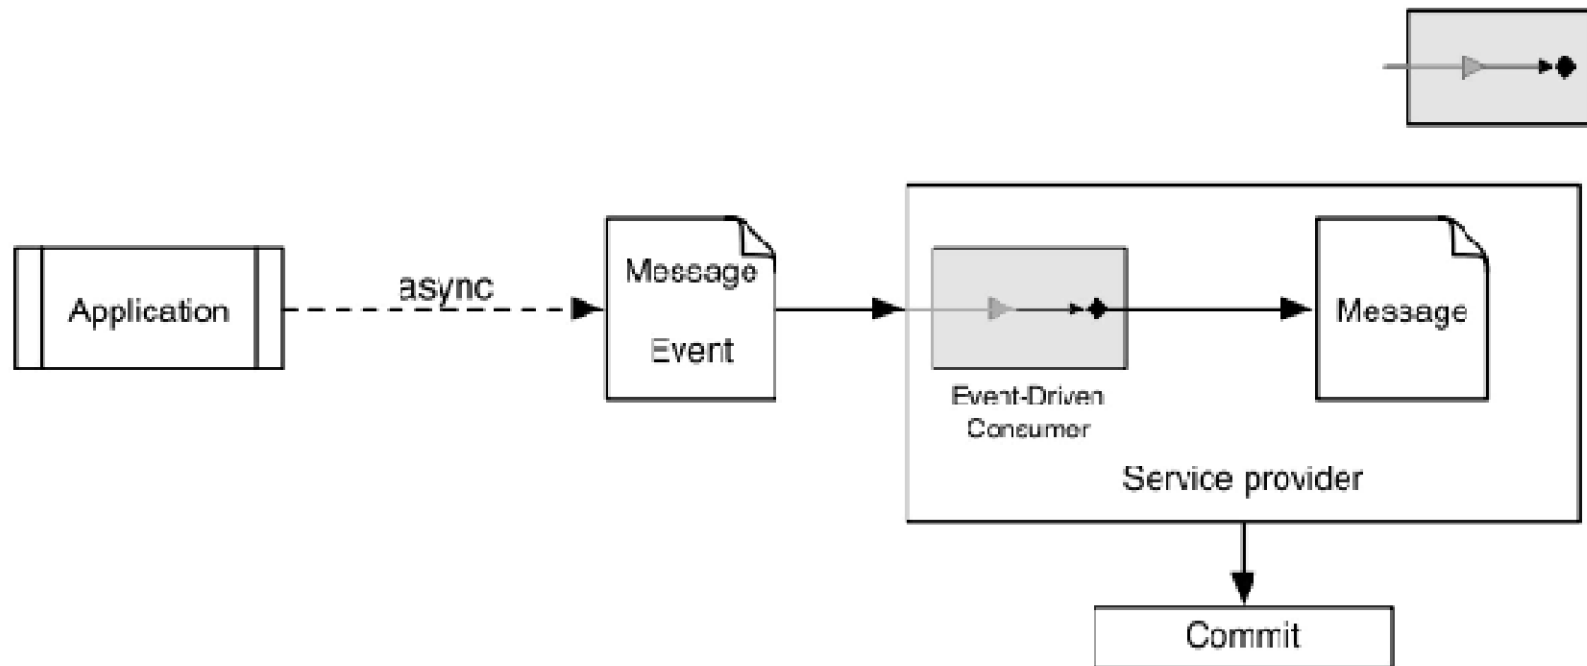 Application
async
Message
Event
Event-Driven
Consumer
Message
Service provider
Commit